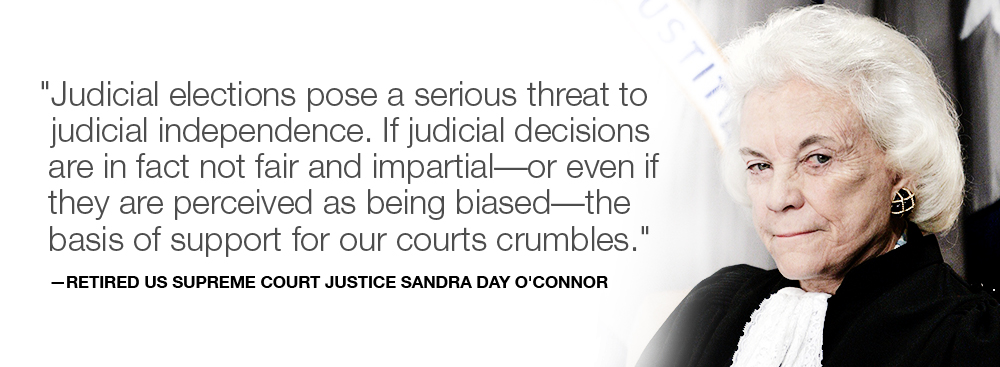 "Judicial elections pose a serious threat to
judicial independence. If judicial decisions
are in fact not fair and impartial—or even if
they are perceived as being biased—the
basis of support for our courts crumbles."
—RETIRED US SUPREME COURT JUSTICE SANDRA DAY O'CONNOR